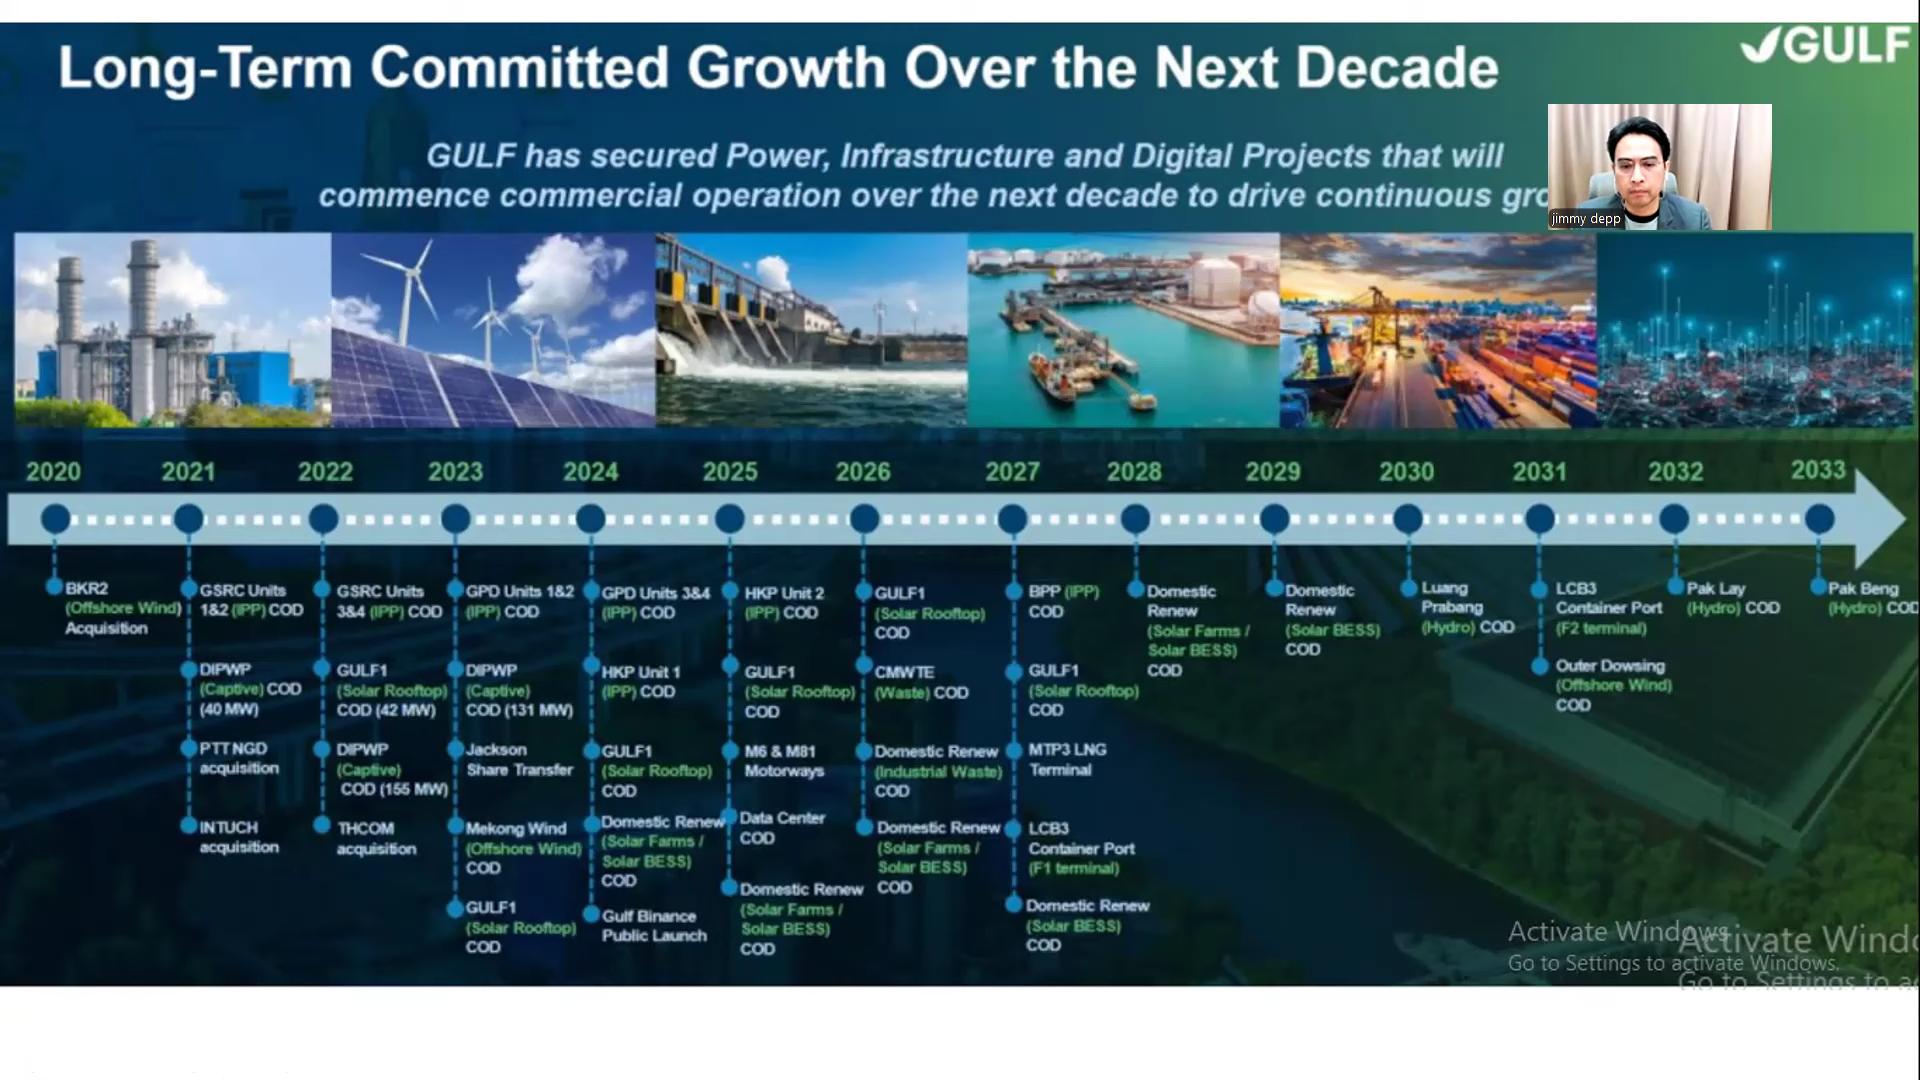 Long-Term Committed Growth Over the Next Decade
GULF
GULF has secured Power, Infrastructure and Digital Projects that will
commence commercial operation over the next decade to drive continuous gro
jimmy depp
2020
2021
2022
2023
2024
2025
2026
2027
2028
2029
2030
2031
2032
2033
BKR2
(Offshore Wind)
Acquisition
GSRC Units
1&2 (IPP) COD
DIPWP
(Captive) COD
(40 MW)
PTT NGD
acquisition
INTUCH
acquisition
GSRC Units
3&4 (IPP) COD
GULF1
(Solar Rooftop)
COD (42 MW)
DIPWP
(Captive)
COD (155 MW)
THCOM
acquisition
GPD Units 1&2
(IPP) COD
DIPWP
(Captive)
COD (131 MW)
Jackson
Share Transfer
Mekong Wind
(Offshore Wind)
COD
GULF1
(Solar Rooftop)
COD
GPD Units 3&4
(IPP) COD
HKP Unit 1
(IPP) COD
GULF1
(Solar Rooftop)
COD
Domestic Renew
(Solar Farms /
Solar BESS)
COD
Gulf Binance
Public Launch
HKP Unit 2
(IPP) COD
GULF1
(Solar Rooftop)
COD
M6 & M81
Motorways
Data Center
COD
Domestic Renew
(Solar Farms /
Solar BESS)
COD
GULF1
(Solar Rooftop)
COD
CMWTE
(Waste) COD
Domestic Renew
(Industrial Waste)
COD
Domestic Renew
(Solar Farms /
Solar BESS)
COD
BPP (IPP)
COD
GULF1
(Solar Rooftop)
COD
MTP3 LNG
Terminal
LCB3
Container Port
(F1 terminal)
Domestic Renew
(Solar BESS)
COD
Domestic
Renew
(Solar Farms /
Solar BESS)
COD
Domestic
Renew
(Solar BESS)
COD
Luang
Prabang
(Hydro) COD
LCB3
Container Port
(F2 terminal)
Outer Dowsing
(Offshore Wind)
COD
Pak Lay
(Hydro) COD
Pak Beng
(Hydro) COD
Activate Windows
Go to Settings to activate Windows.
Activate Windo
Go to Settings to a